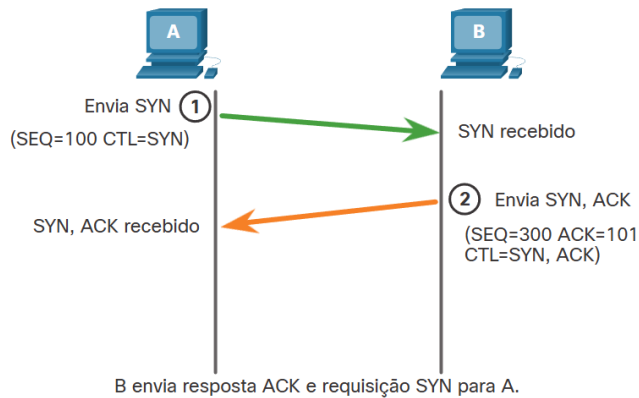 A
B
Envia SYN 1
(SEQ=100 CTL=SYN)
SYN recebido
2 Envia SYN, ACK
SYN, ACK recebido
(SEQ=300 ACK=101
CTL=SYN, ACK)
B envia resposta ACK e requisição SYN para A.